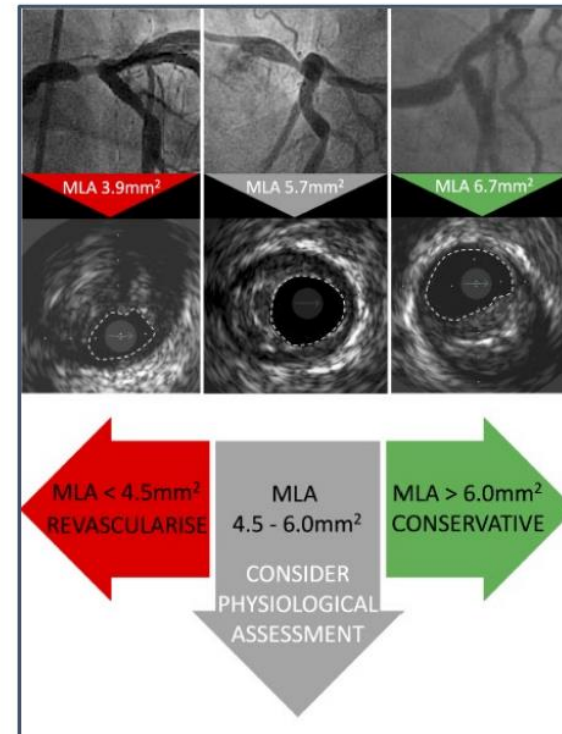 MLA 3.9mm²
MLA 5.7mm²
MLA 6.7mm²
MLA < 4.5mm²
REVASCULARISE
MLA
4.5 - 6.0mm²
CONSIDER
PHYSIOLOGICAL
ASSESSMENT
MLA > 6.0mm²
CONSERVATIVE